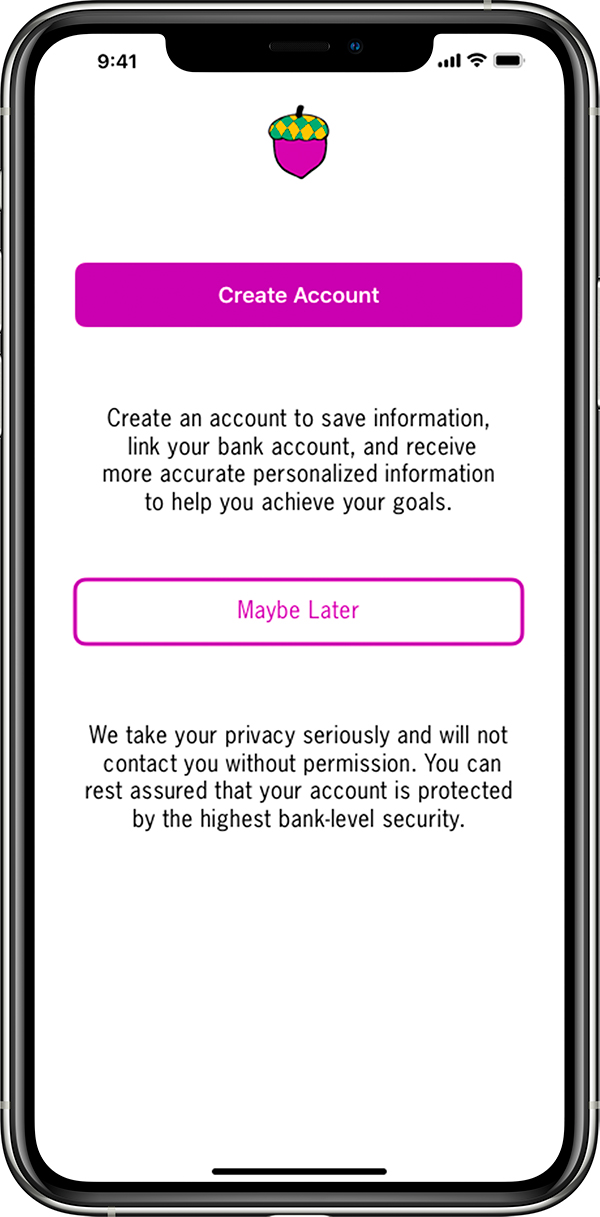 9:41
Create Account
Create an account to save information,
link your bank account, and receive
more accurate personalized information
to help you achieve your goals.
Maybe Later
We take your privacy seriously and will not
contact you without permission. You can
rest assured that your account is protected
by the highest bank-level security.